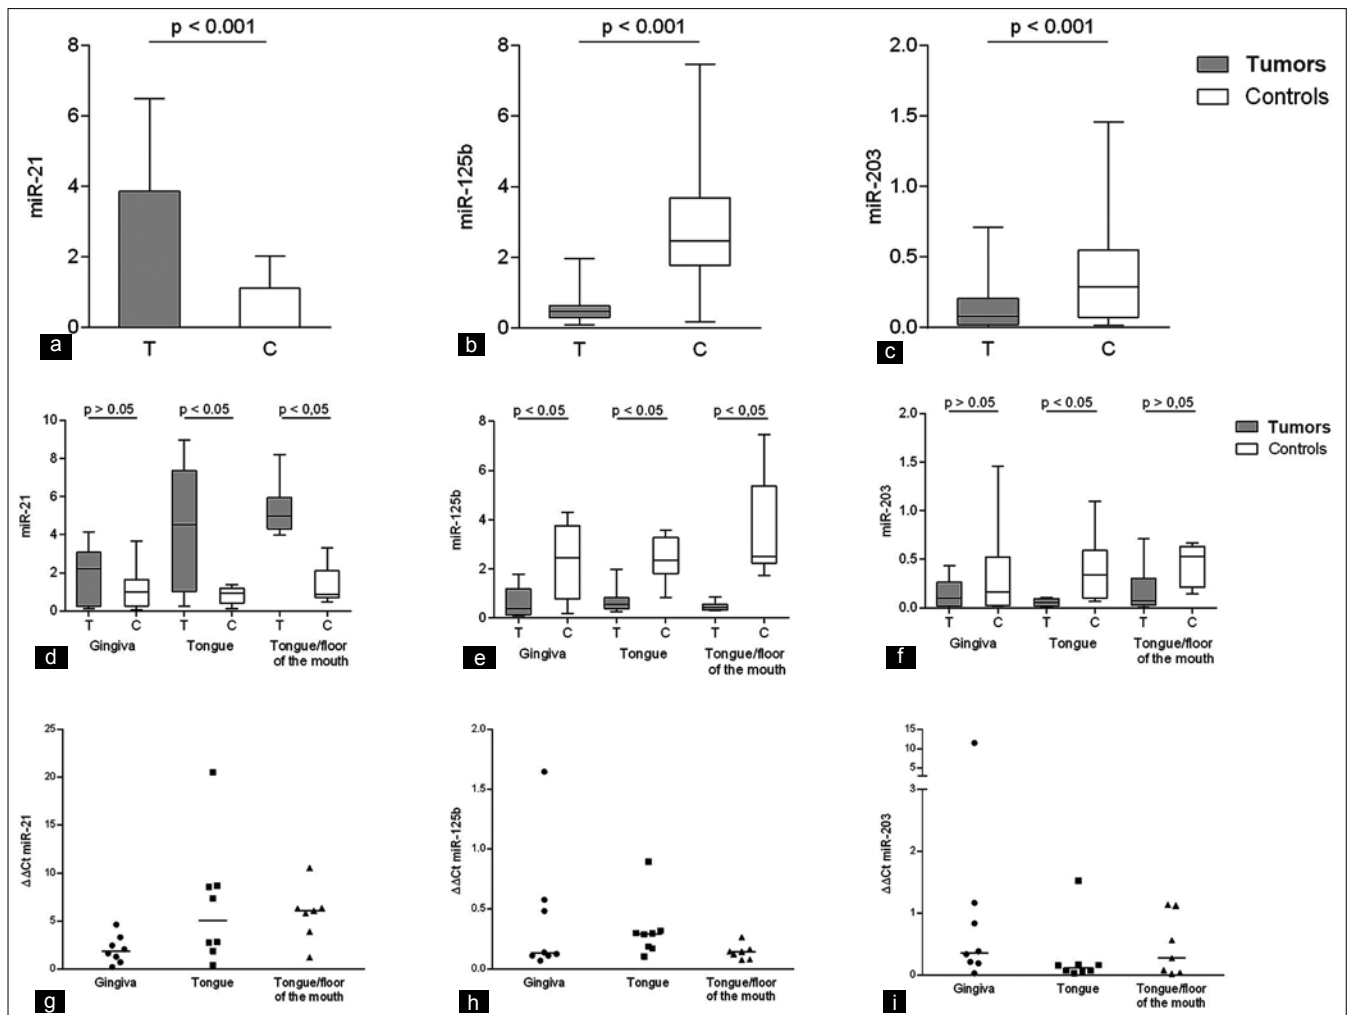 p < 0.001
p < 0.001
p < 0.001
8
6
4
2
0
miR-21
T
C
a
8
6
4
2
0
miR-125b
T
C
b
2.0
1.5
1.0
0.5
0.0
miR-203
T
C
c
Tumors
Controls
p > 0.05
p < 0.05
p < 0,05
10
8
6
4
2
0
miR-21
T
C
T
C
T
C
Gingiva
Tongue
Tongue/floor
of the mouth
d
p < 0.05
p < 0.05
p < 0,05
8
6
4
2
0
miR-125b
T
C
T
C
T
C
Gingiva
Tongue
Tongue/floor
of the mouth
e
p > 0.05
p < 0.05
p > 0,05
2.0
1.5
1.0
0.5
0.0
miR-203
T
C
T
C
T
C
Gingiva
Tongue
Tongue/floor
of the mouth
f
Tumors
Controls
25
20
15
10
5
0
ΔΔCt miR-21
Gingiva
Tongue
Tongue/floor
of the mouth
g
2.0
1.5
1.0
0.5
0.0
ΔΔCt miR-125b
Gingiva
Tongue
Tongue/floor
of the mouth
h
15
10
5
3
2
1
0
ΔΔCt miR-203
Gingiva
Tongue
Tongue/floor
of the mouth
i